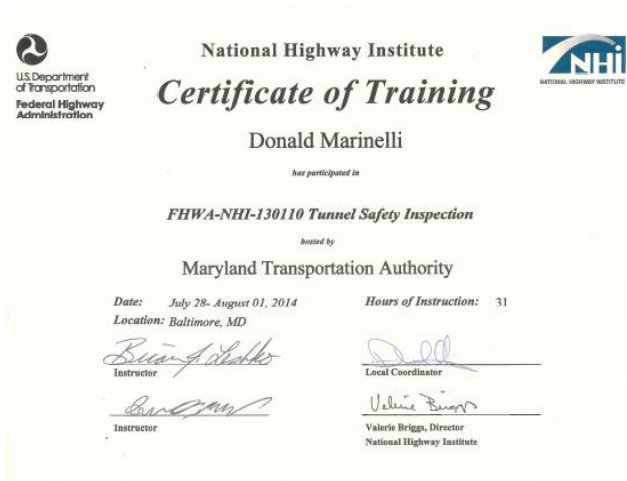 U.S. Department
of Transportation
Federal Highway
Administration
National Highway Institute
NHi
NATIONAL HIGHWAY INSTITUTE
Certificate of Training
Donald Marinelli
has participated in
FHWA-NHI-130110 Tunnel Safety Inspection
hosted by
Maryland Transportation Authority
Date: July 28- August 01, 2014
Hours of Instruction: 31
Location: Baltimore, MD
Brian J Leshko
Instructor
Local Coordinator
Instructor
Valerie Briggs
Valerie Briggs, Director
National Highway Institute